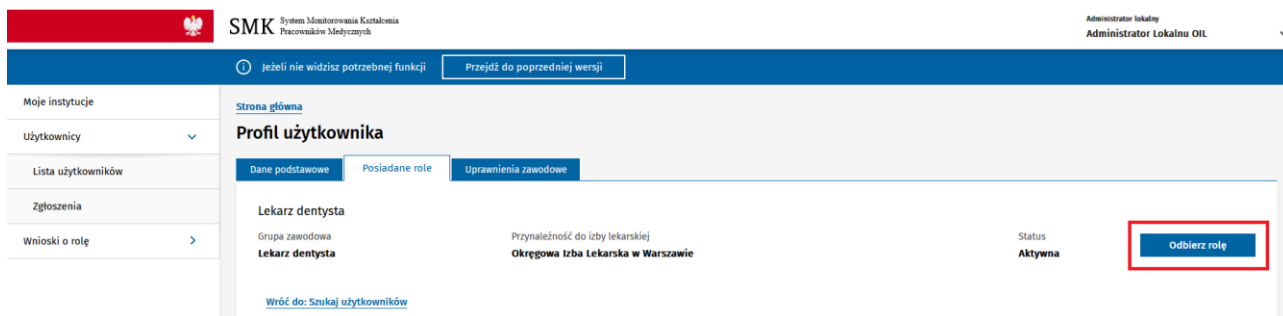 SMK System Monitorowania Kształcenia
Pracowników Medycznych
Administrator lokalny
Administrator Lokalnu OIL
Jeżeli nie widzisz potrzebnej funkcji
Przejdź do poprzedniej wersji
Moje instytucje
Użytkownicy
Lista użytkowników
Zgłoszenia
Wnioski o rolę
Strona główna
Profil użytkownika
Dane podstawowe
Posiadane role
Uprawnienia zawodowe
Lekarz dentysta
Grupa zawodowa
Lekarz dentysta
Przynależność do izby lekarskiej
Okręgowa Izba Lekarska w Warszawie
Status
Aktywna
Odbierz rolę
Wróć do: Szukaj użytkowników